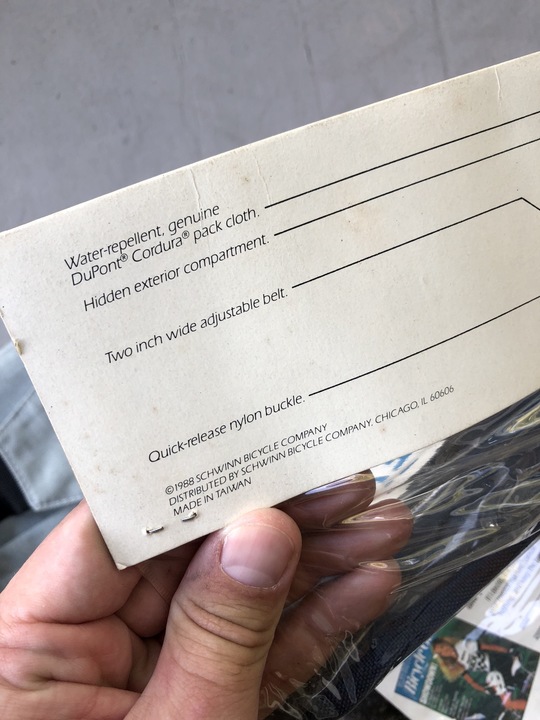 Water-repellent, genuine
DuPont® Cordura® pack cloth.
Hidden exterior compartment.
Two inch wide adjustable belt.
Quick-release nylon buckle.
©1988 SCHWINN BICYCLE COMPANY
DISTRIBUTED BY SCHWINN BICYCLE COMPANY, CHICAGO, IL 60606
MADE IN TAIWAN
Bicycle